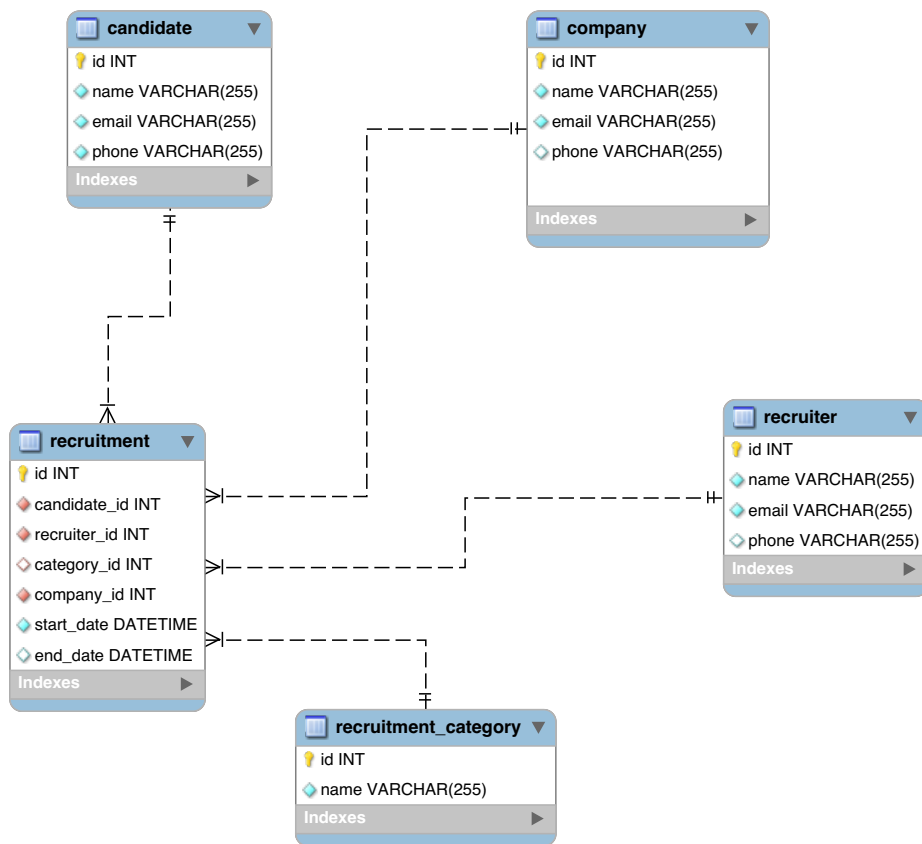 candidate
id INT
name VARCHAR(255)
email VARCHAR(255)
phone VARCHAR(255)
Indexes
company
id INT
name VARCHAR(255)
email VARCHAR(255)
phone VARCHAR(255)
Indexes
recruitment
id INT
candidate_id INT
recruiter_id INT
category_id INT
company_id INT
start_date DATETIME
end_date DATETIME
Indexes
recruiter
id INT
name VARCHAR(255)
email VARCHAR(255)
phone VARCHAR(255)
Indexes
recruitment_category
id INT
name VARCHAR(255)
Indexes